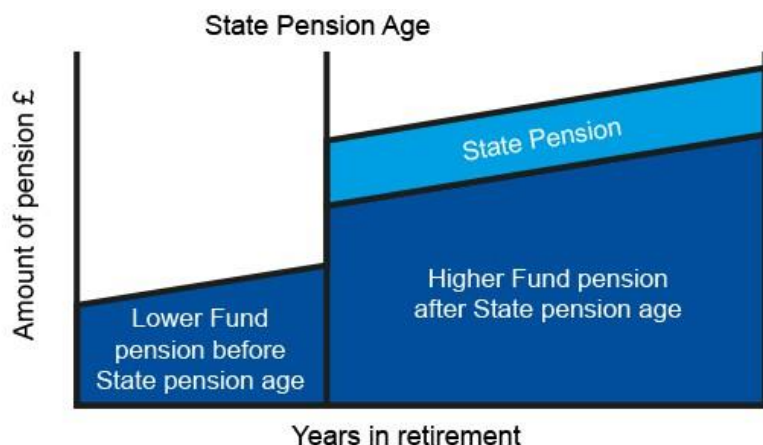 State Pension Age
Amount of pension £
State Pension
Higher Fund pension
after State pension age
Lower Fund
pension before
State pension age
Years in retirement